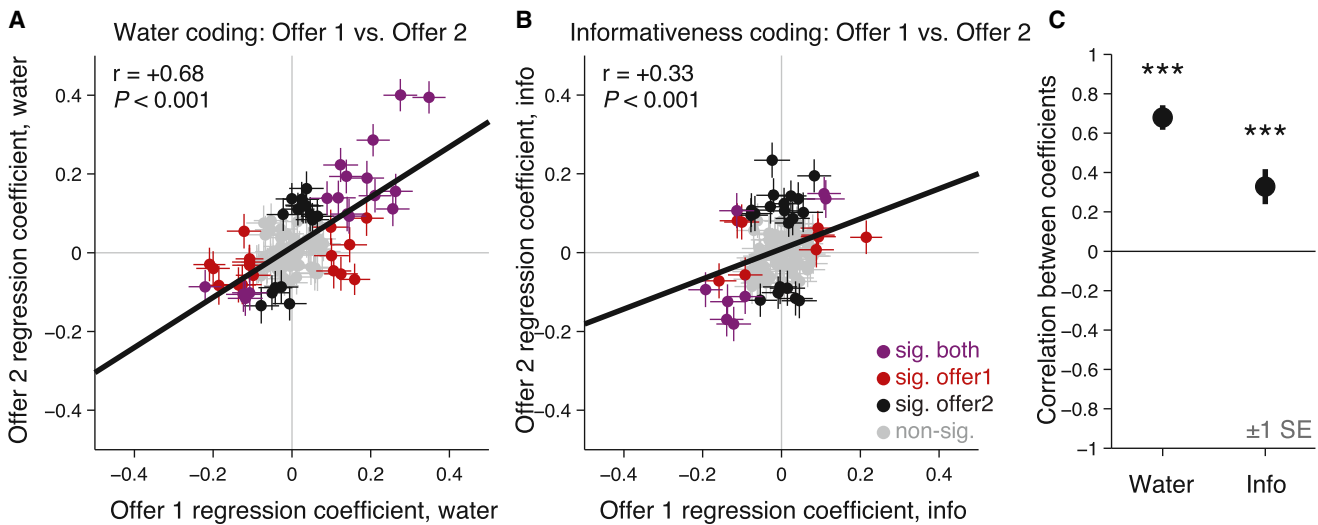 A
Water coding: Offer 1 vs. Offer 2
r = +0.68
P < 0.001
Offer 2 regression coefficient, water
0.4
0.2
0
−0.2
−0.4
−0.4
−0.2
0
0.2
0.4
Offer 1 regression coefficient, water
B
Informativeness coding: Offer 1 vs. Offer 2
r = +0.33
P < 0.001
Offer 2 regression coefficient, info
0.4
0.2
0
−0.2
−0.4
sig. both
sig. offer1
sig. offer2
non-sig.
−0.4
−0.2
0
0.2
0.4
Offer 1 regression coefficient, info
C
Correlation between coefficients
1
0.8
0.6
0.4
0.2
0
−0.2
−0.4
−0.6
−0.8
−1
***
***
±1 SE
Water
Info